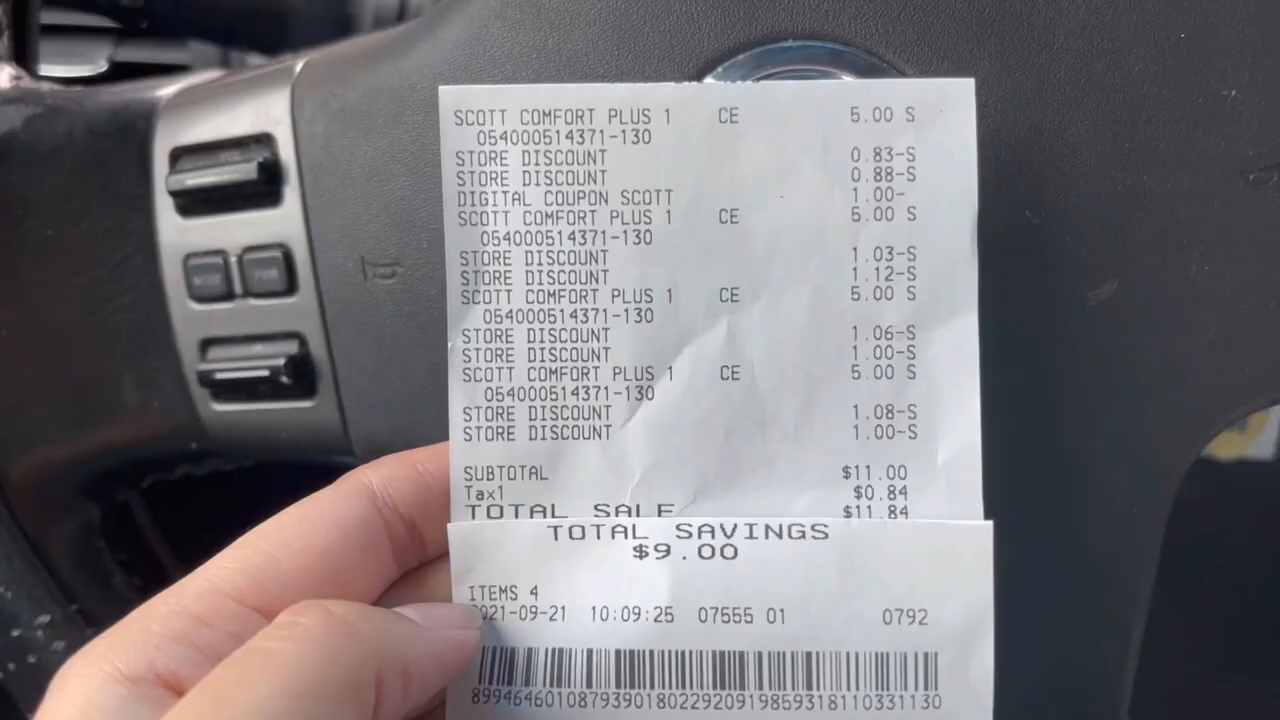 SCOTT COMFORT PLUS 1 CE 5.00 S
054000514371-130
STORE DISCOUNT 0.83-S
STORE DISCOUNT 0.88-S
DIGITAL COUPON SCOTT 1.00-
SCOTT COMFORT PLUS 1 CE 5.00 S
054000514371-130
STORE DISCOUNT 1.03-S
STORE DISCOUNT 1.12-S
SCOTT COMFORT PLUS 1 CE 5.00 S
054000514371-130
STORE DISCOUNT 1.06-S
STORE DISCOUNT 1.00-S
SCOTT COMFORT PLUS 1 CE 5.00 S
054000514371-130
STORE DISCOUNT 1.08-S
STORE DISCOUNT 1.00-S
SUBTOTAL $11.00
Tax1 $0.84
TOTAL SALE $11.84
TOTAL SAVINGS
$9.00
ITEMS 4
2021-09-21 10:09:25 07555 01 0792
89946460108793901802292091985931811033​1130